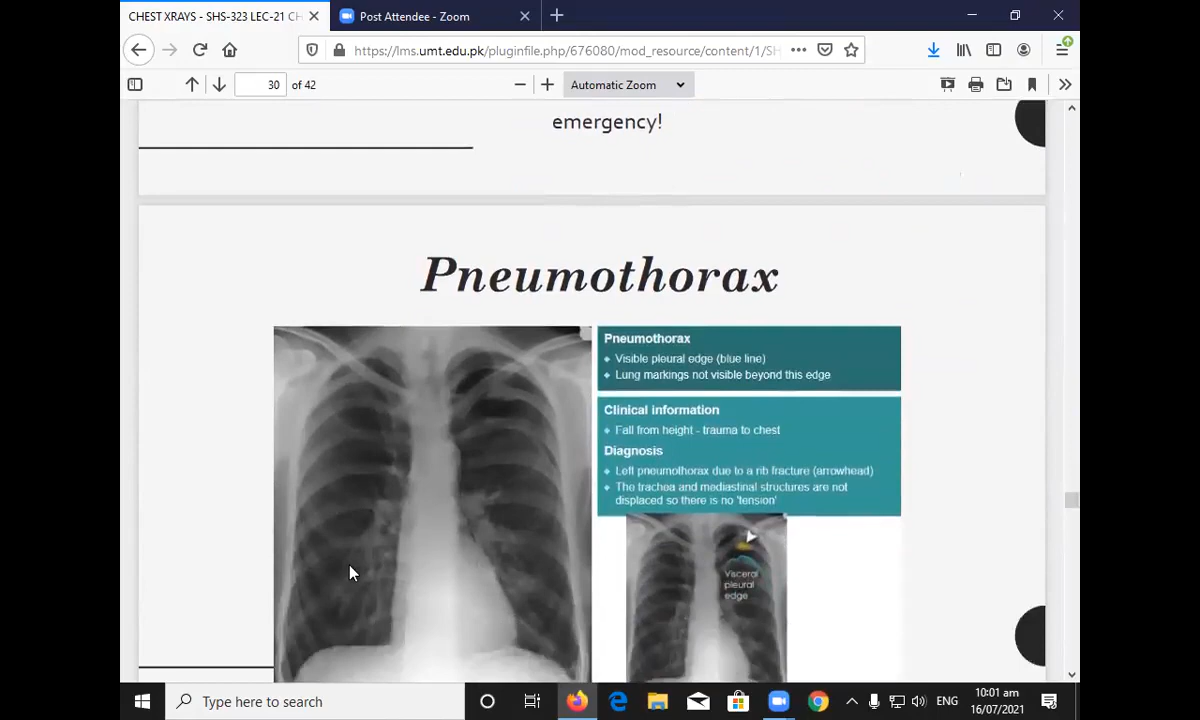 CHEST XRAYS - SHS-323 LEC-21 CH
Post Attendee - Zoom
https://lms.umt.edu.pk/pluginfile.php/676080/mod_resource/content/1/SH
30 of 42
Automatic Zoom
emergency!
Pneumothorax
Pneumothorax
Visible pleural edge (blue line)
Lung markings not visible beyond this edge
Clinical information
Fall from height - trauma to chest
Diagnosis
Left pneumothorax due to a rib fracture (arrowhead)
The trachea and mediastinal structures are not
displaced so there is no 'tension'
Visceral
pleural
edge
Type here to search
ENG
10:01 am
16/07/2021